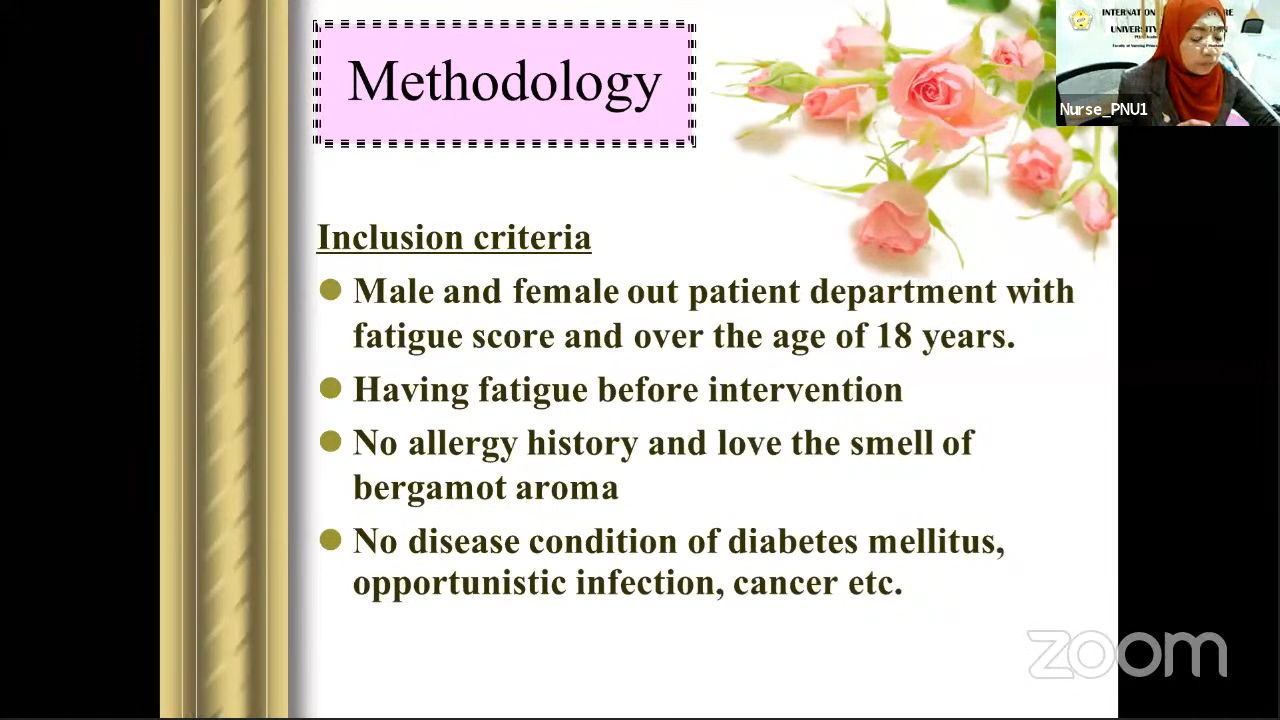 Methodology
INTERNATION
UNIVERSITY
Nurse_PNU1
Inclusion criteria
Male and female out patient department with
fatigue score and over the age of 18 years.
Having fatigue before intervention
No allergy history and love the smell of
bergamot aroma
No disease condition of diabetes mellitus,
opportunistic infection, cancer etc.
zoom